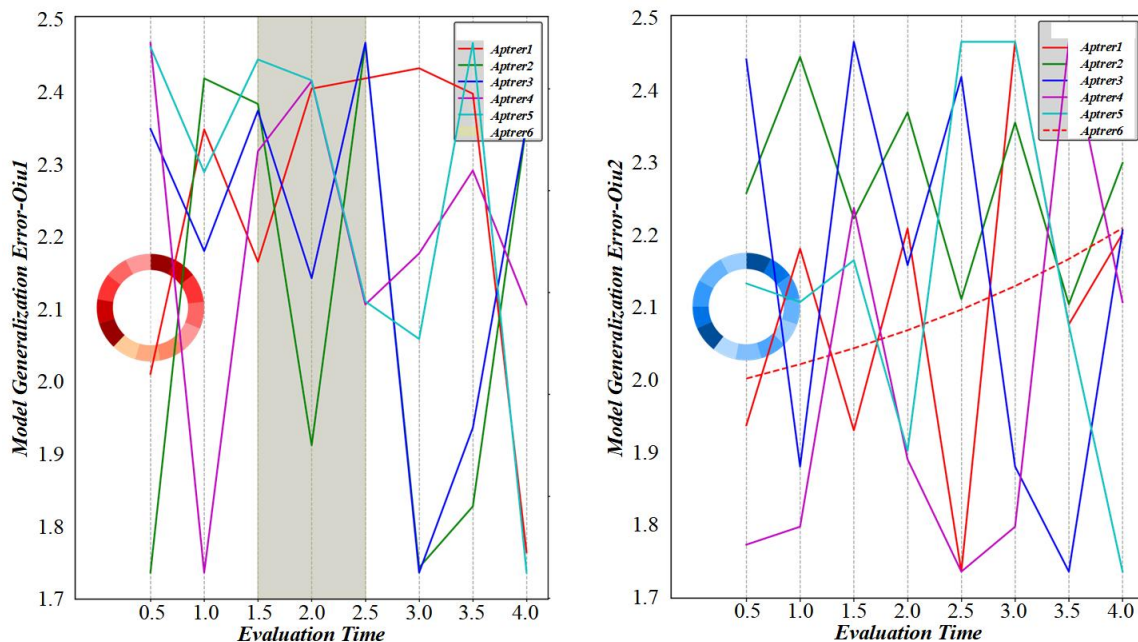 Model Generalization Error-Oiu1
2.5
2.4
2.3
2.2
2.1
2.0
1.9
1.8
1.7
Aptrer1
Aptrer2
Aptrer3
Aptrer4
Aptrer5
Aptrer6
0.5 1.0 1.5 2.0 2.5 3.0 3.5 4.0
Evaluation Time
Model Generalization Error-Oiu2
2.5
2.4
2.3
2.2
2.1
2.0
1.9
1.8
1.7
Aptrer1
Aptrer2
Aptrer3
Aptrer4
Aptrer5
Aptrer6
0.5 1.0 1.5 2.0 2.5 3.0 3.5 4.0
Evaluation Time